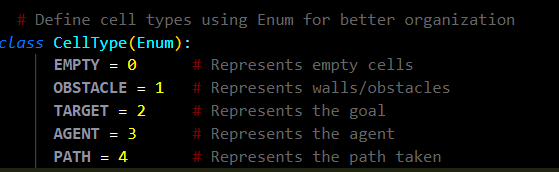 # Define cell types using Enum for better organization
class CellType(Enum):
EMPTY = 0 # Represents empty cells
OBSTACLE = 1 # Represents walls/obstacles
TARGET = 2 # Represents the goal
AGENT = 3 # Represents the agent
PATH = 4 # Represents the path taken